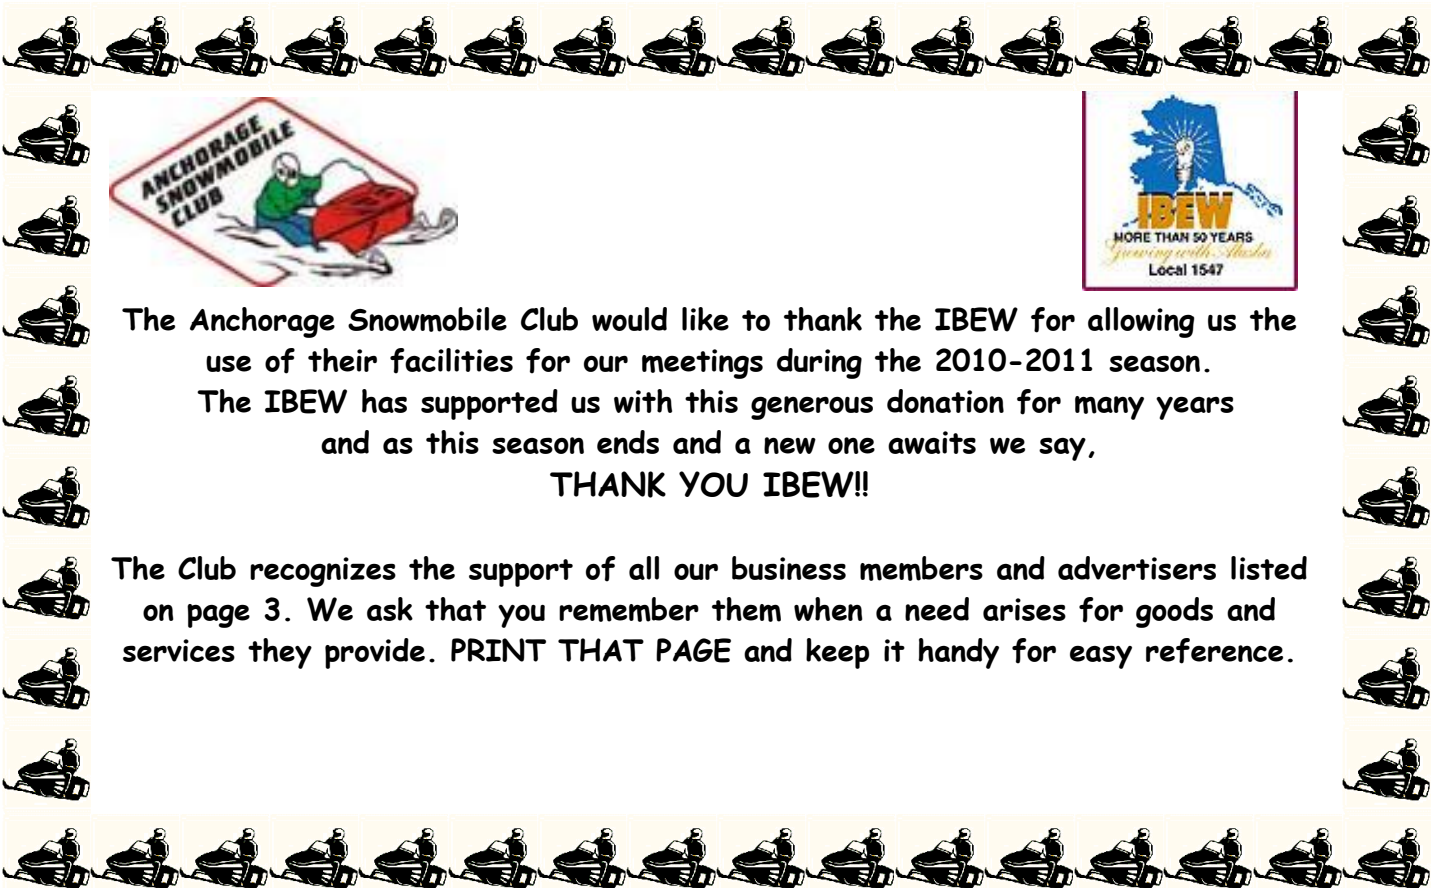 ANCHORAGE
SNOWMOBILE
CLUB
IBEW
MORE THAN 50 YEARS
Growing with Alaska
Local 1547
The Anchorage Snowmobile Club would like to thank the IBEW for allowing us the
use of their facilities for our meetings during the 2010-2011 season.
The IBEW has supported us with this generous donation for many years
and as this season ends and a new one awaits we say,
THANK YOU IBEW!!
The Club recognizes the support of all our business members and advertisers listed
on page 3. We ask that you remember them when a need arises for goods and
services they provide. PRINT THAT PAGE and keep it handy for easy reference.